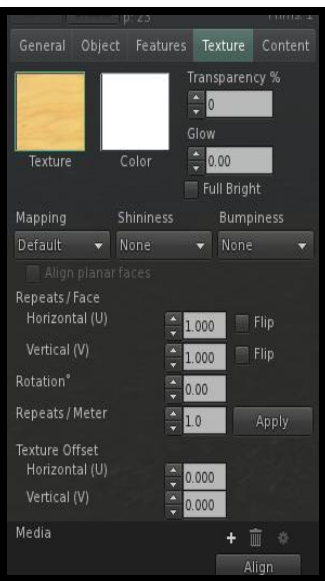 p: 23
General Object Features Texture Content
Transparency %
0
Glow
0.00
Texture Color
Full Bright
Mapping Shininess Bumpiness
Default None None
Align planar faces
Repeats / Face
Horizontal (U) 1.000 Flip
Vertical (V) 1.000 Flip
Rotation° 0.00
Repeats / Meter 1.0 Apply
Texture Offset
Horizontal (U) 0.000
Vertical (V) 0.000
Media
Align